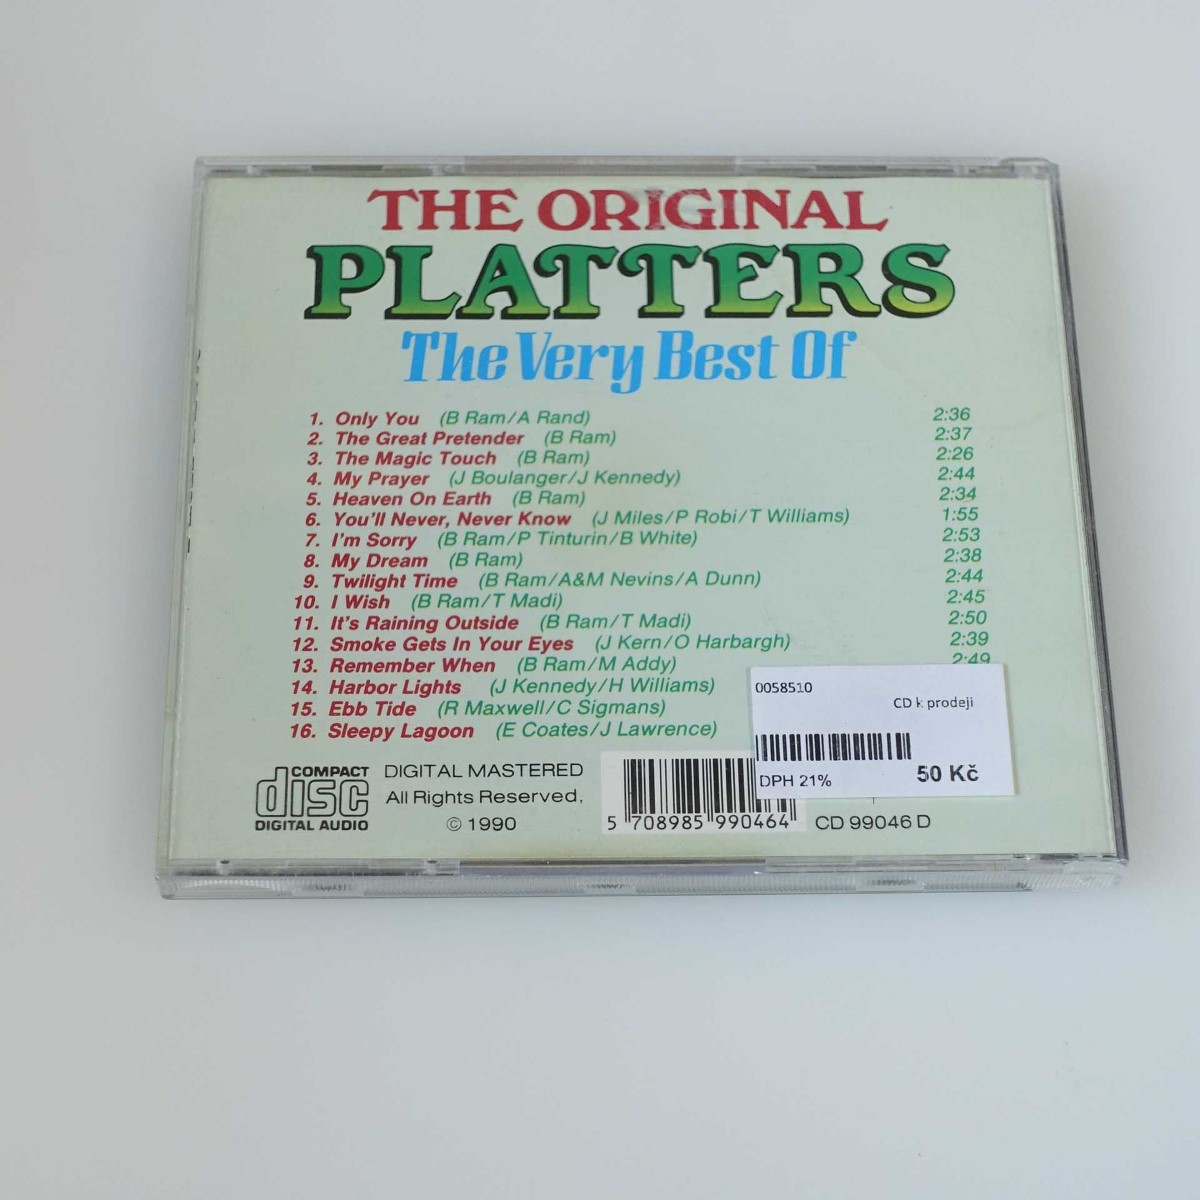 THE ORIGINAL
PLATTERS
The Very Best Of
1. Only You (B Ram/A Rand) 2:36
2. The Great Pretender (B Ram) 2:37
3. The Magic Touch (B Ram) 2:26
4. My Prayer (J Boulanger/J Kennedy) 2:44
5. Heaven On Earth (B Ram) 2:34
6. You'll Never, Never Know (J Miles/P Robi/T Williams) 1:55
7. I'm Sorry (B Ram/P Tinturin/B White) 2:53
8. My Dream (B Ram) 2:38
9. Twilight Time (B Ram/A&M Nevins/A Dunn) 2:44
10. I Wish (B Ram/T Madi) 2:45
11. It's Raining Outside (B Ram/T Madi) 2:50
12. Smoke Gets In Your Eyes (J Kern/O Harbargh) 2:39
13. Remember When (B Ram/M Addy) 2:49
14. Harbor Lights (J Kennedy/H Williams)
15. Ebb Tide (R Maxwell/C Sigmans)
16. Sleepy Lagoon (E Coates/J Lawrence)
0058510
CD k prodeji
DPH 21% 50 Kč
COMPACT
disc
DIGITAL AUDIO
DIGITAL MASTERED
All Rights Reserved,
© 1990
5 708985 990464
CD 99046 D